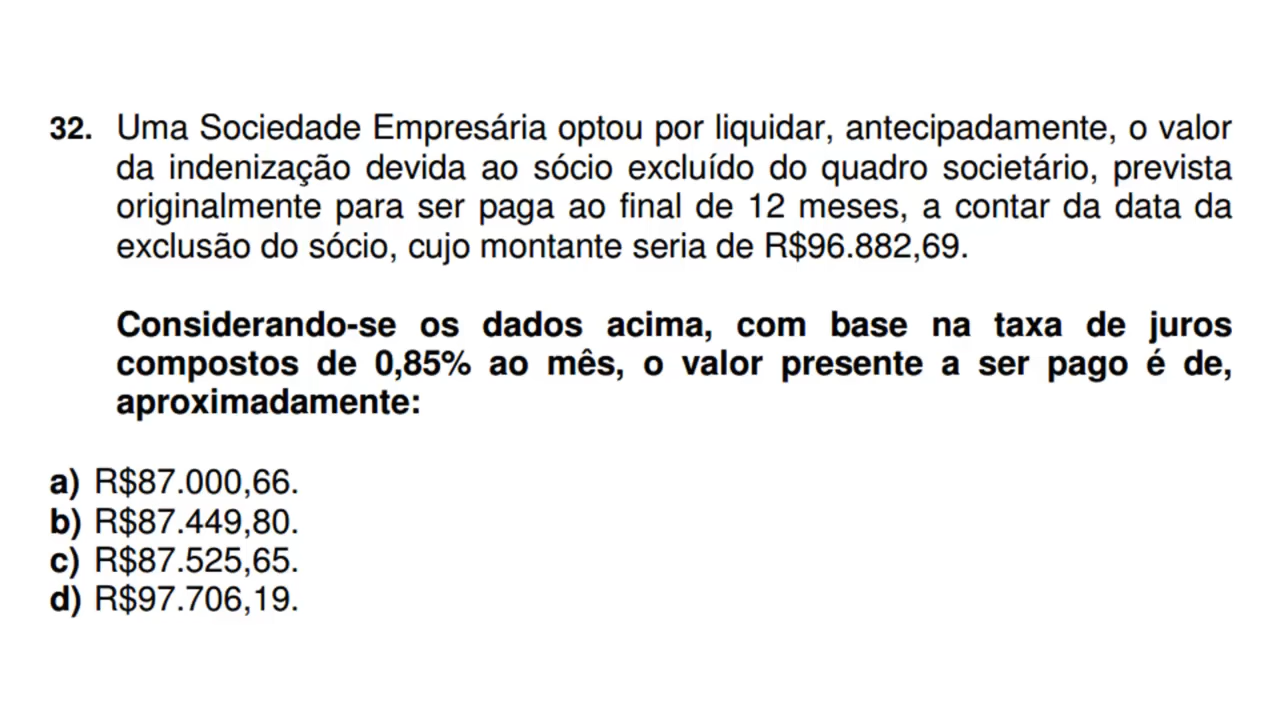 32. Uma Sociedade Empresária optou por liquidar, antecipadamente, o valor
da indenização devida ao sócio excluído do quadro societário, prevista
originalmente para ser paga ao final de 12 meses, a contar da data da
exclusão do sócio, cujo montante seria de R$96.882,69.
Considerando-se os dados acima, com base na taxa de juros
compostos de 0,85% ao mês, o valor presente a ser pago é de,
aproximadamente:
a) R$87.000,66.
b) R$87.449,80.
c) R$87.525,65.
d) R$97.706,19.